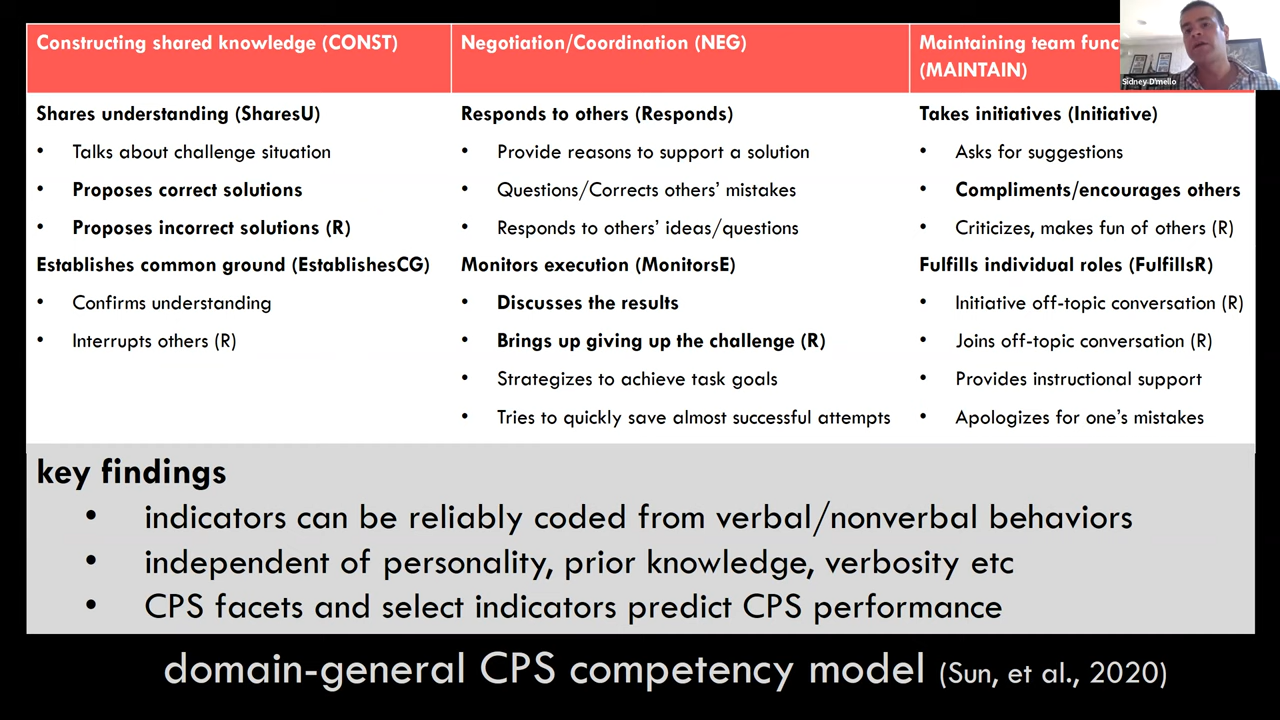 Constructing shared knowledge (CONST)
Negotiation/Coordination (NEG)
Maintaining team func
(MAINTAIN)
Sidney D'mello
Shares understanding (SharesU)
• Talks about challenge situation
• Proposes correct solutions
• Proposes incorrect solutions (R)
Establishes common ground (EstablishesCG)
• Confirms understanding
• Interrupts others (R)
Responds to others (Responds)
• Provide reasons to support a solution
• Questions/Corrects others' mistakes
• Responds to others' ideas/questions
Monitors execution (MonitorsE)
• Discusses the results
• Brings up giving up the challenge (R)
• Strategizes to achieve task goals
• Tries to quickly save almost successful attempts
Takes initiatives (Initiative)
• Asks for suggestions
• Compliments/encourages others
• Criticizes, makes fun of others (R)
Fulfills individual roles (FulfillsR)
• Initiative off-topic conversation (R)
• Joins off-topic conversation (R)
• Provides instructional support
• Apologizes for one's mistakes
key findings
• indicators can be reliably coded from verbal/nonverbal behaviors
• independent of personality, prior knowledge, verbosity etc
• CPS facets and select indicators predict CPS performance
domain-general CPS competency model (Sun, et al., 2020)